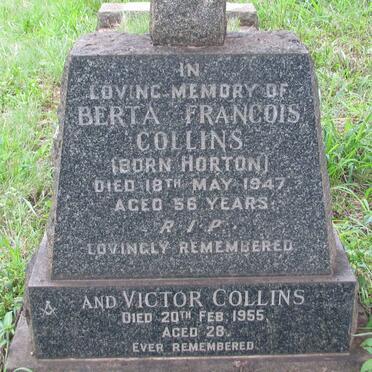 IN
LOVING MEMORY OF
BERTA FRANCOIS
COLLINS
(BORN HORTON)
DIED 18TH MAY 1947
AGED 56 YEARS.
R.I.P.
LOVINGLY REMEMBERED
AND VICTOR COLLINS
DIED 20TH FEB. 1955
AGED 28.
EVER REMEMBERED.